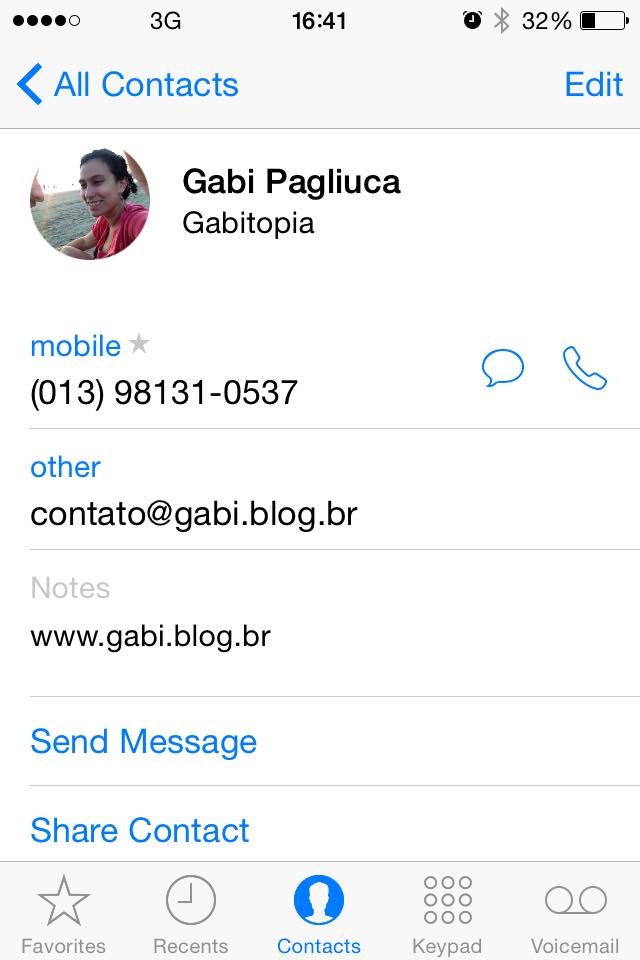 3G 16:41 32%
All Contacts Edit
Gabi Pagliuca
Gabitopia
mobile
(013) 98131-0537
other
contato@gabi.blog.br
Notes
www.gabi.blog.br
Send Message
Share Contact
Favorites Recents Contacts Keypad Voicemail